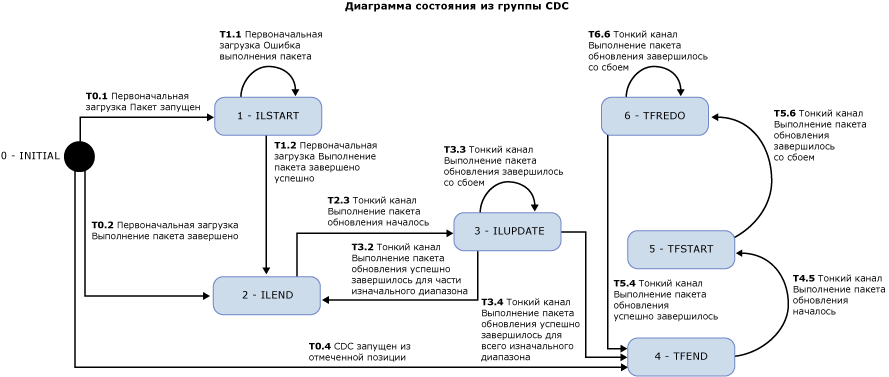 Диаграмма состояния из группы CDC
T1.1 Первоначальная
загрузка Ошибка
выполнения пакета
T6.6 Тонкий канал
Выполнение пакета
обновления завершилось
со сбоем
T0.1 Первоначальная
загрузка Пакет запущен
1 - ILSTART
6 - TFREDO
T5.6 Тонкий канал
Выполнение пакета
обновления
завершилось
со сбоем
0 - INITIAL
T1.2 Первоначальная
загрузка Выполнение
пакета завершено
успешно
T3.3 Тонкий канал
Выполнение пакета
обновления завершилось
со сбоем
T0.2 Первоначальная загрузка
Выполнение пакета завершено
T2.3 Тонкий канал
Выполнение пакета
обновления началось
3 - ILUPDATE
5 - TFSTART
T3.2 Тонкий канал
Выполнение пакета
обновления успешно
завершилось для части
изначального диапазона
2 - ILEND
T3.4 Тонкий канал
Выполнение пакета
обновления успешно
завершилось для
всего изначального
диапазона
T5.4 Тонкий канал
Выполнение пакета
обновления
успешно завершилось
T4.5 Тонкий канал
Выполнение пакета
обновления
началось
T0.4 CDC запущен из
отмеченной позиции
4 - TFEND